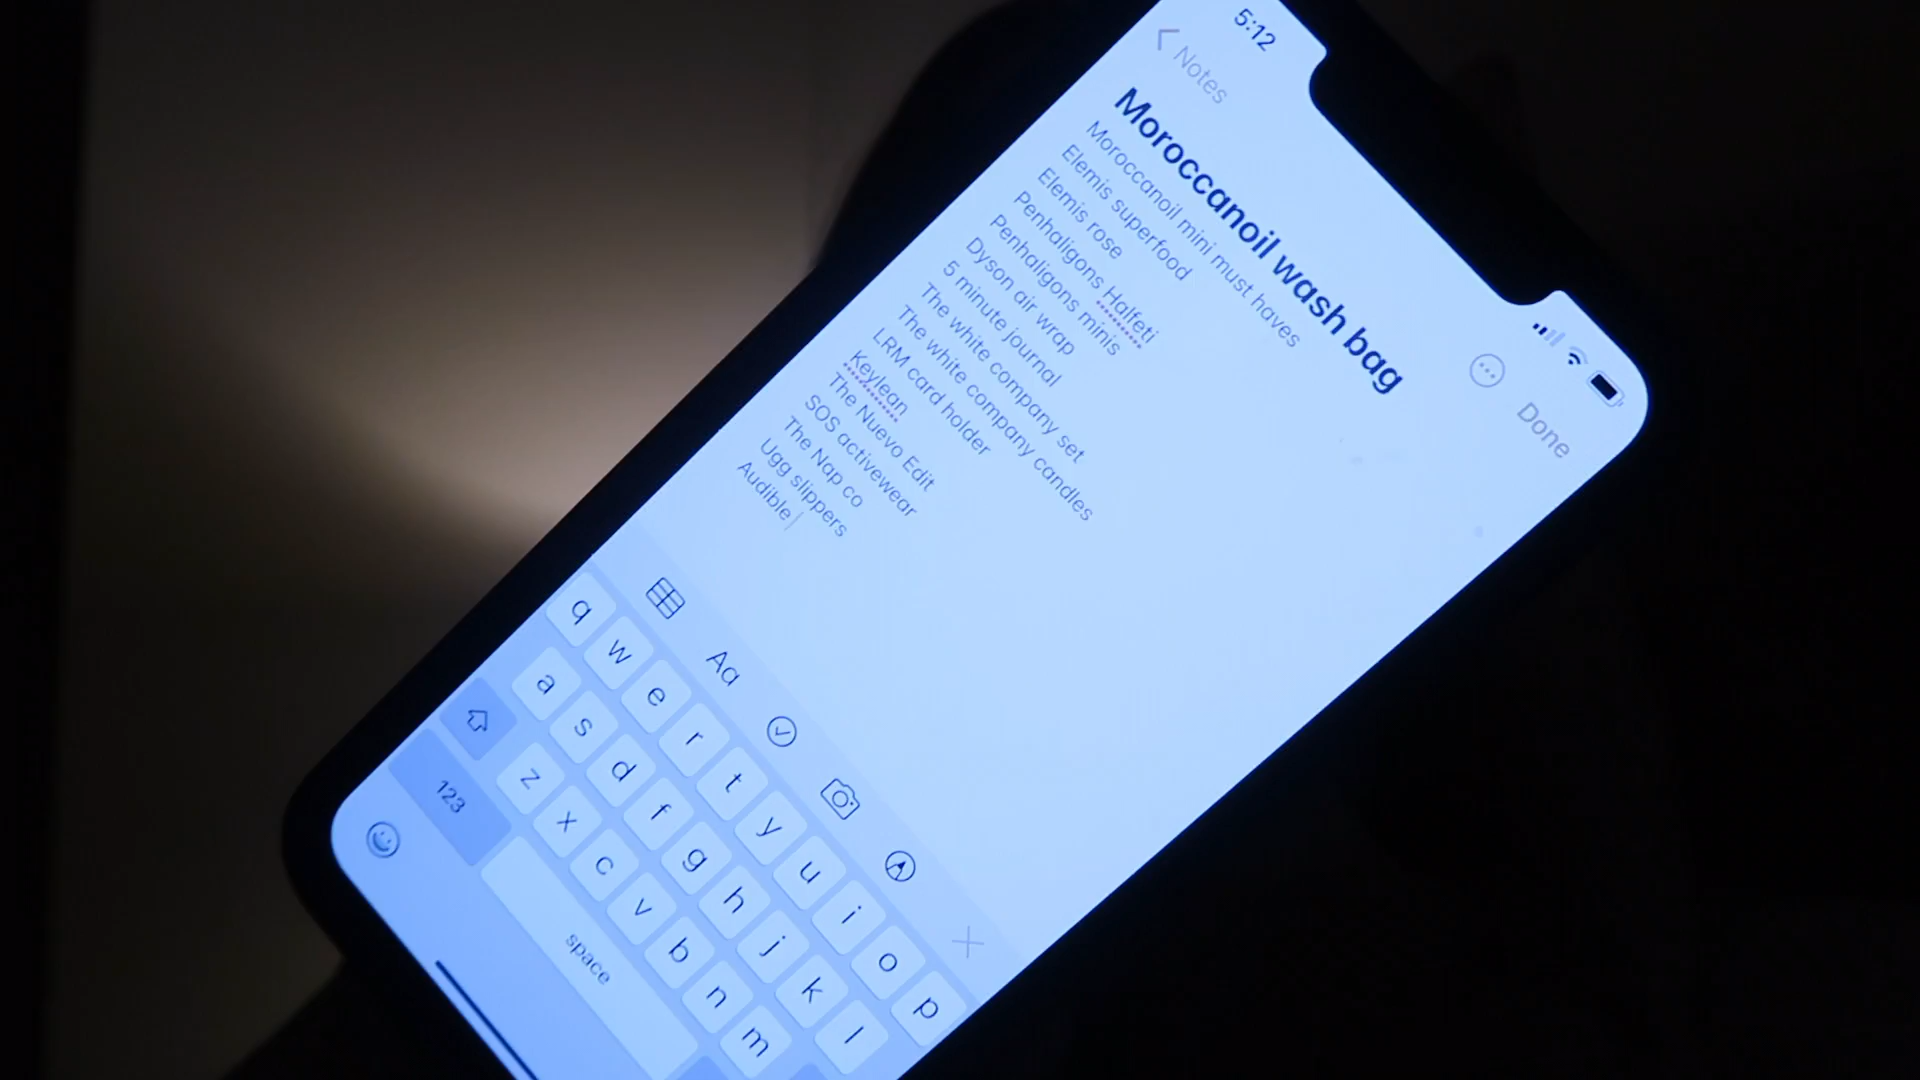 5:12
Notes
Done
Moroccanoil wash bag
Moroccanoil mini must haves
Elemis superfood
Elemis rose
Penhaligons Halfeti
Penhaligons minis
Dyson air wrap
5 minute journal
The white company set
The white company candles
LRM card holder
Keylean
The Nuevo Edit
SOS activewear
The Nap co
Ugg slippers
Audible
Aa
q w e r t y u i o p
a s d f g h j k l
z x c v b n m
123
space